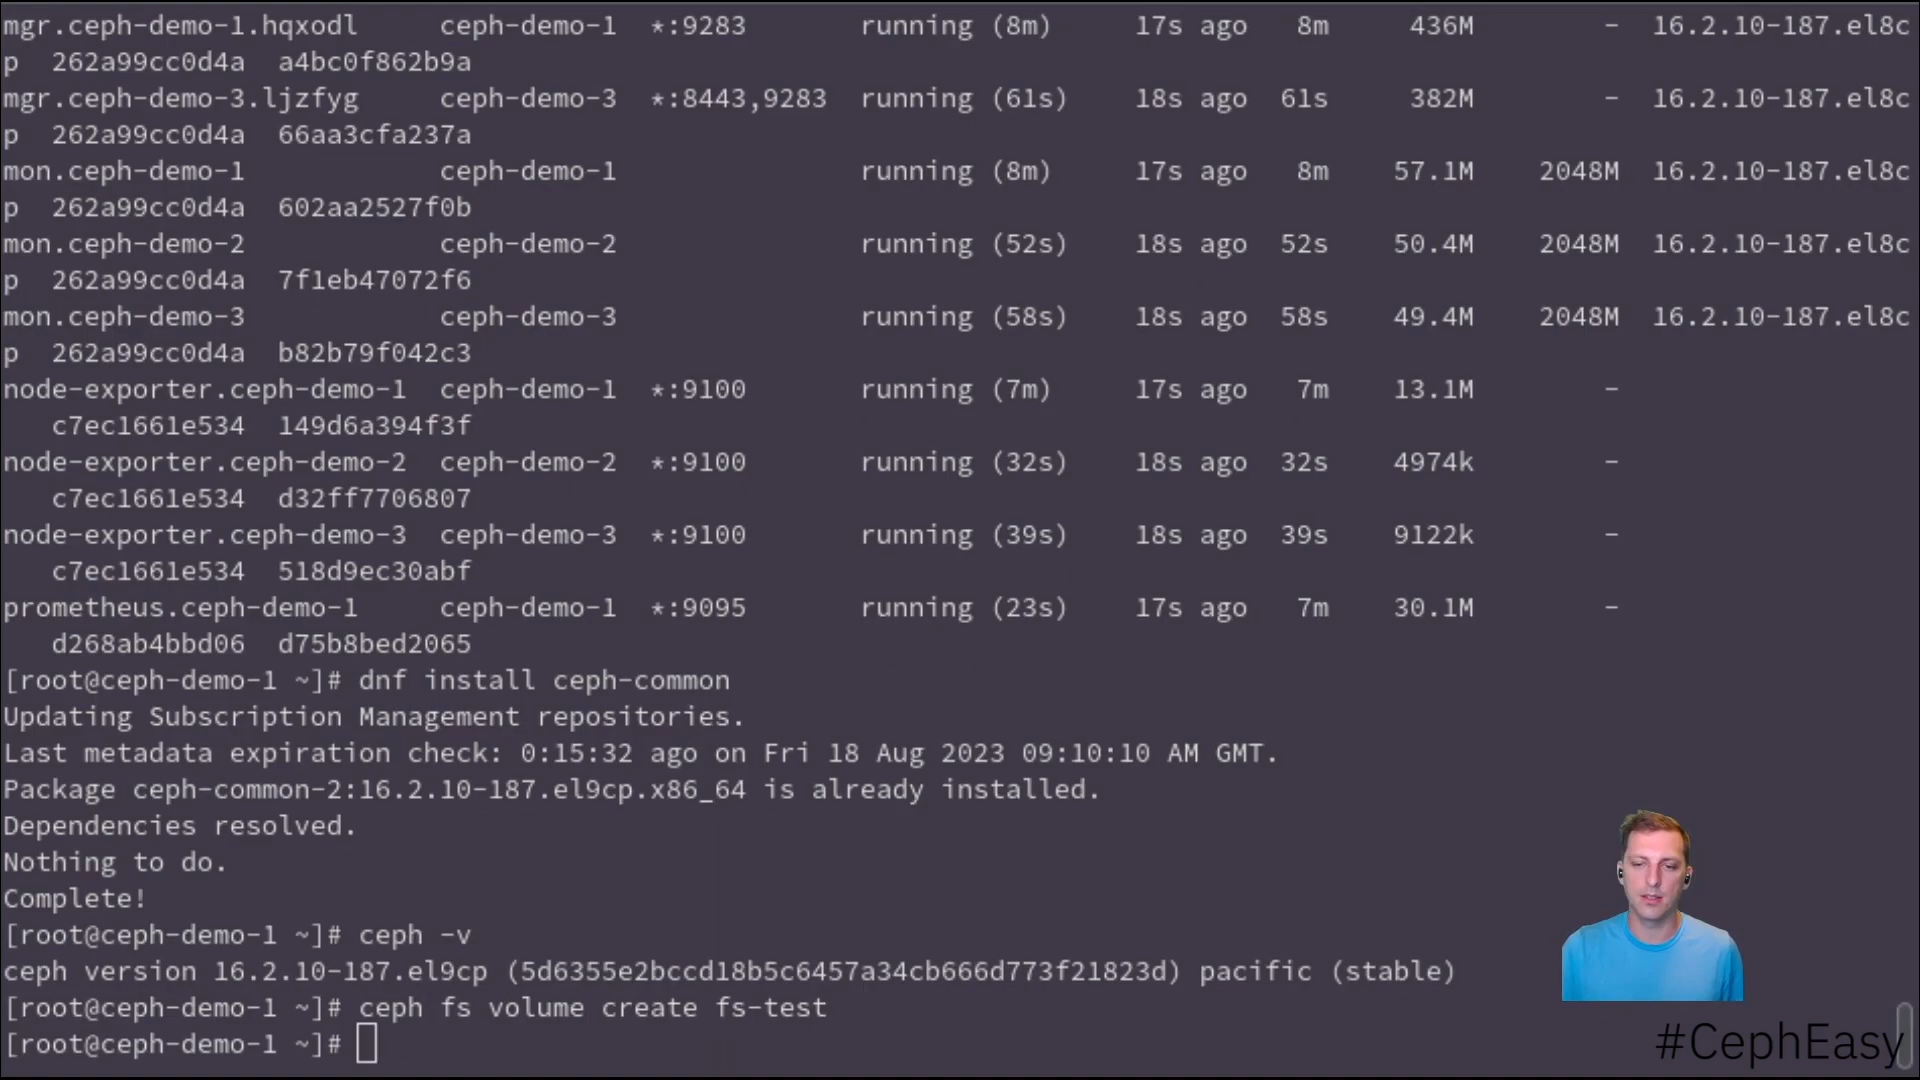 mgr.ceph-demo-1.hqxodl ceph-demo-1 *:9283 running (8m) 17s ago 8m 436M - 16.2.10-187.el8c
p 262a99cc0d4a a4bc0f862b9a
mgr.ceph-demo-3.ljzfyg ceph-demo-3 *:8443,9283 running (61s) 18s ago 61s 382M - 16.2.10-187.el8c
p 262a99cc0d4a 66aa3cfa237a
mon.ceph-demo-1 ceph-demo-1 running (8m) 17s ago 8m 57.1M 2048M 16.2.10-187.el8c
p 262a99cc0d4a 602aa2527f0b
mon.ceph-demo-2 ceph-demo-2 running (52s) 18s ago 52s 50.4M 2048M 16.2.10-187.el8c
p 262a99cc0d4a 7f1eb47072f6
mon.ceph-demo-3 ceph-demo-3 running (58s) 18s ago 58s 49.4M 2048M 16.2.10-187.el8c
p 262a99cc0d4a b82b79f042c3
node-exporter.ceph-demo-1 ceph-demo-1 *:9100 running (7m) 17s ago 7m 13.1M -
c7ec1661e534 149d6a394f3f
node-exporter.ceph-demo-2 ceph-demo-2 *:9100 running (32s) 18s ago 32s 4974k -
c7ec1661e534 d32ff7706807
node-exporter.ceph-demo-3 ceph-demo-3 *:9100 running (39s) 18s ago 39s 9122k -
c7ec1661e534 518d9ec30abf
prometheus.ceph-demo-1 ceph-demo-1 *:9095 running (23s) 17s ago 7m 30.1M -
d268ab4bbd06 d75b8bed2065
[root@ceph-demo-1 ~]# dnf install ceph-common
Updating Subscription Management repositories.
Last metadata expiration check: 0:15:32 ago on Fri 18 Aug 2023 09:10:10 AM GMT.
Package ceph-common-2:16.2.10-187.el9cp.x86_64 is already installed.
Dependencies resolved.
Nothing to do.
Complete!
[root@ceph-demo-1 ~]# ceph -v
ceph version 16.2.10-187.el9cp (5d6355e2bccd18b5c6457a34cb666d773f21823d) pacific (stable)
[root@ceph-demo-1 ~]# ceph fs volume create fs-test
[root@ceph-demo-1 ~]#
#CephEasy